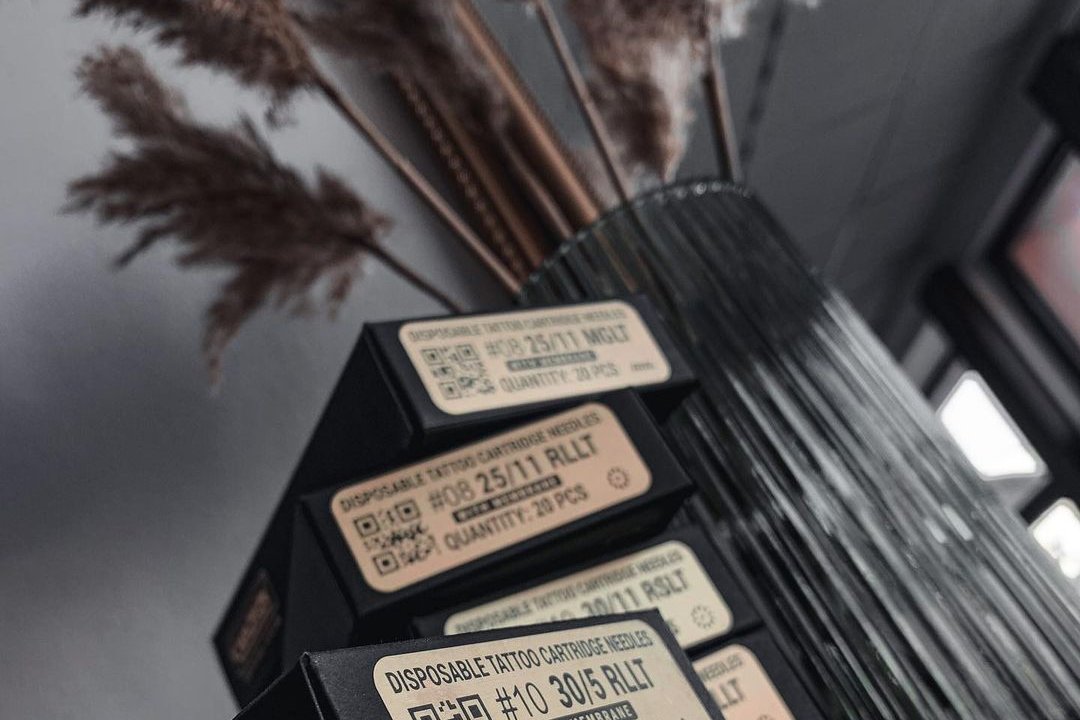 DISPOSABLE TATTOO CARTRIDGE NEEDLES
#08 25/11 MGLT
WITH MEMBRANE
QUANTITY: 20 PCS
DISPOSABLE TATTOO CARTRIDGE NEEDLES
#08 25/11 RLLT
WITH MEMBRANE
QUANTITY: 20 PCS
DISPOSABLE TATTOO CARTRIDGE NEEDLES
30/11 RSLT
DISPOSABLE TATTOO CARTRIDGE NEEDLES
#10 30/5 RLLT
MEMBRANE
NEEDLES